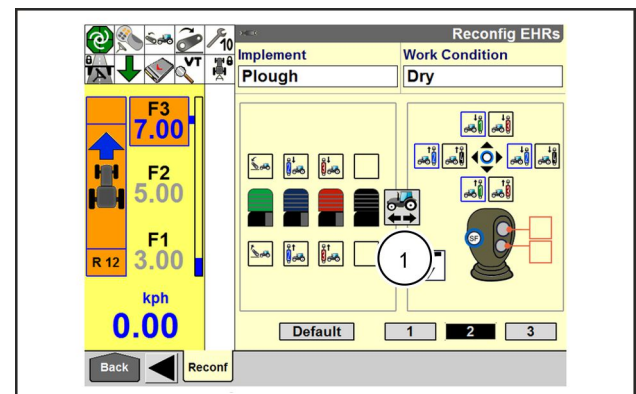 Reconfig EHRs
10
Implement
Work Condition
VT
Plough
Dry
F3
7.00
F2
5.00
F1
R 12
3.00
1
SF
kph
0.00
Default
1
2
3
Back
Reconf